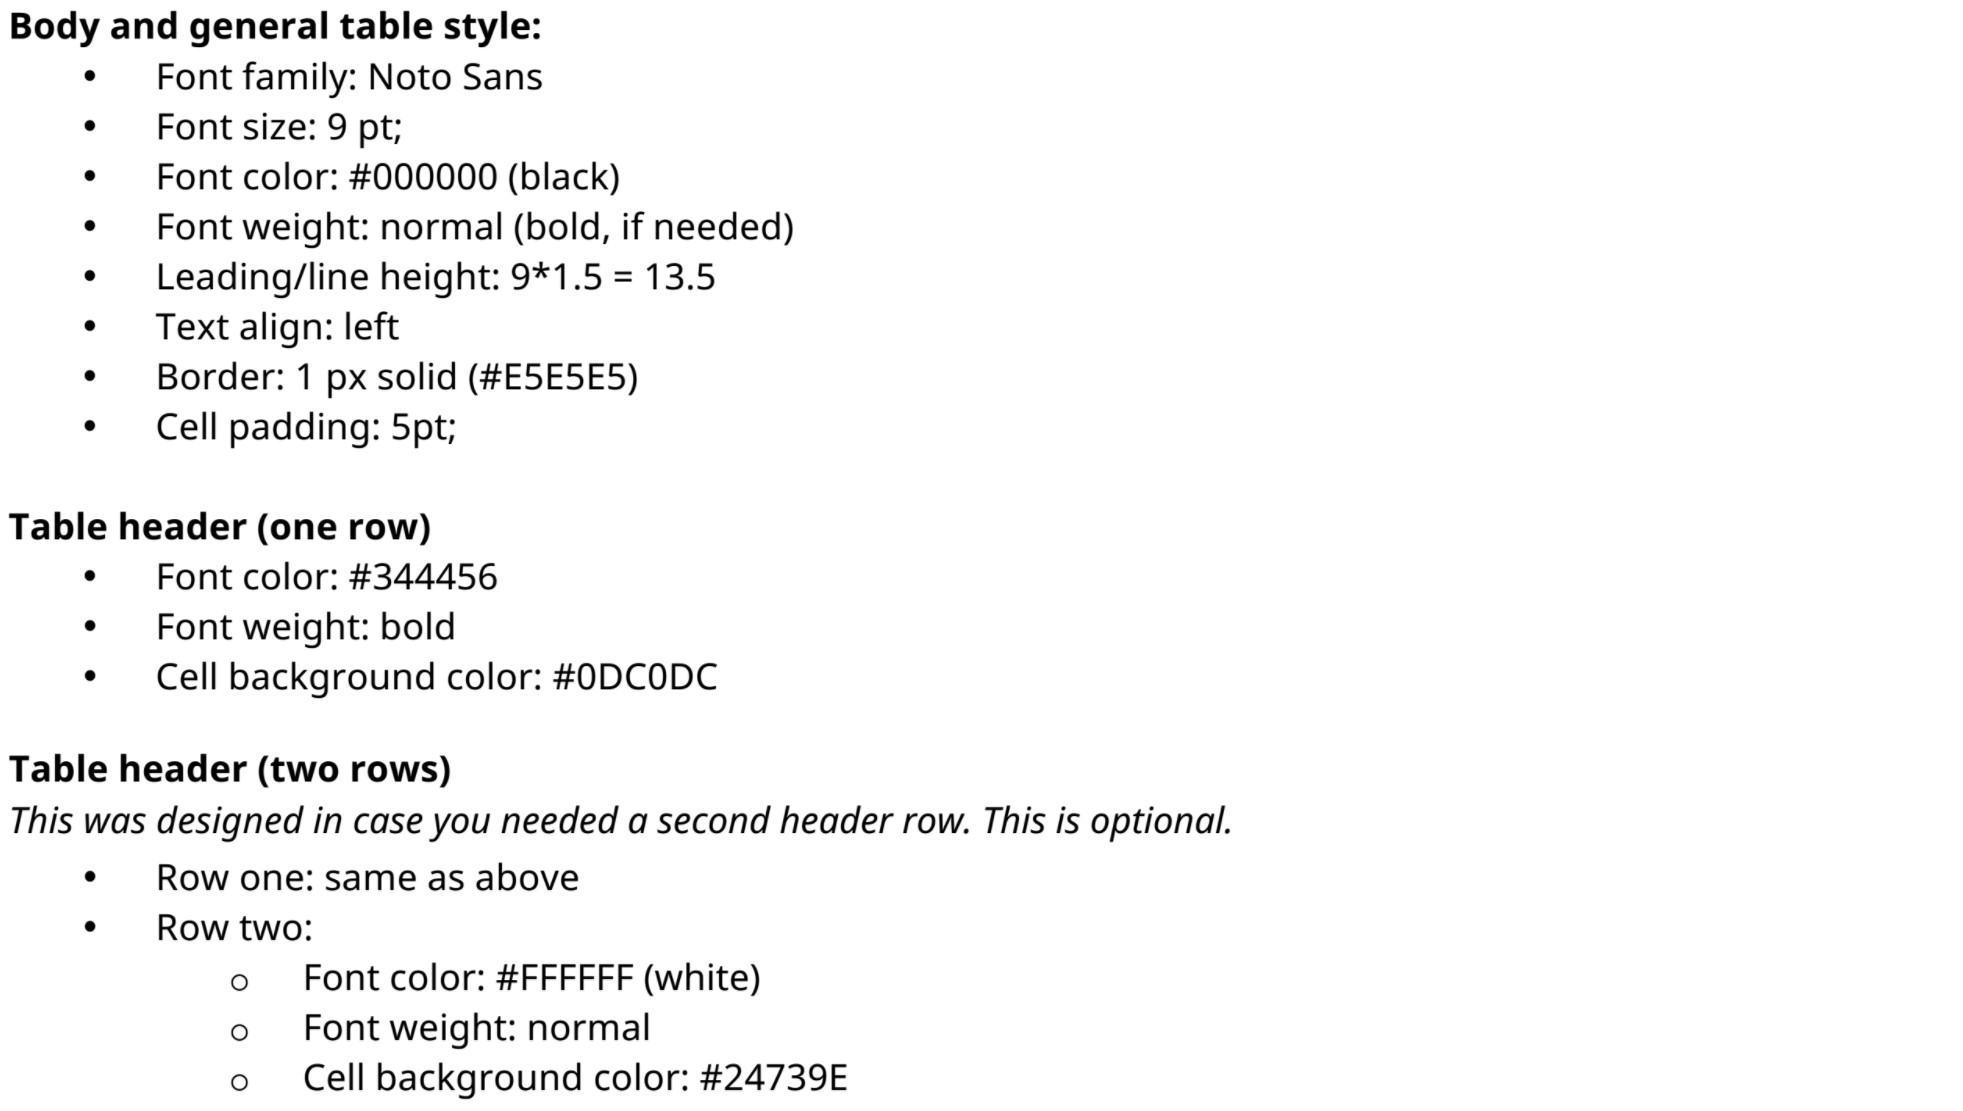 Body and general table style:
• Font family: Noto Sans
• Font size: 9 pt;
• Font color: #000000 (black)
• Font weight: normal (bold, if needed)
• Leading/line height: 9*1.5 = 13.5
• Text align: left
• Border: 1 px solid (#E5E5E5)
• Cell padding: 5pt;
Table header (one row)
• Font color: #344456
• Font weight: bold
• Cell background color: #0DC0DC
Table header (two rows)
This was designed in case you needed a second header row. This is optional.
• Row one: same as above
• Row two:
○ Font color: #FFFFFF (white)
○ Font weight: normal
○ Cell background color: #24739E